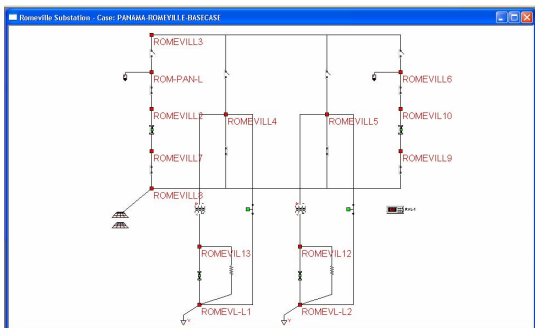 Romeville Substation - Case: PANAMA-ROMEYILLE-BASECASE
ROMEVILL3
ROM-PAN-L
ROMEVILL6
ROMEVILL2
ROMEVILL4
ROMEVILL5
ROMEVIL10
ROMEVILL7
ROMEVILL9
ROMEVILL8
ROMEVIL13
ROMEVIL12
ROMEVL-L1
ROMEVL-L2